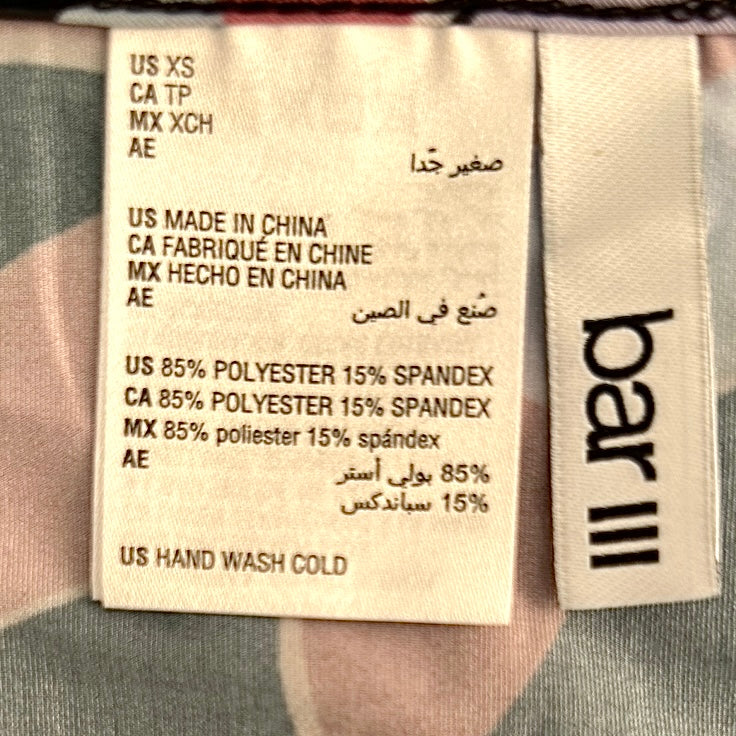 US XS
CA TP
MX XCH
AE
صغير جّدا
US MADE IN CHINA
CA FABRIQUÉ EN CHINE
MX HECHO EN CHINA
AE
صُنع في الصين
US 85% POLYESTER 15% SPANDEX
CA 85% POLYESTER 15% SPANDEX
MX 85% poliester 15% spándex
AE
85% بولي أستر
15% سباندكس
US HAND WASH COLD
bar III